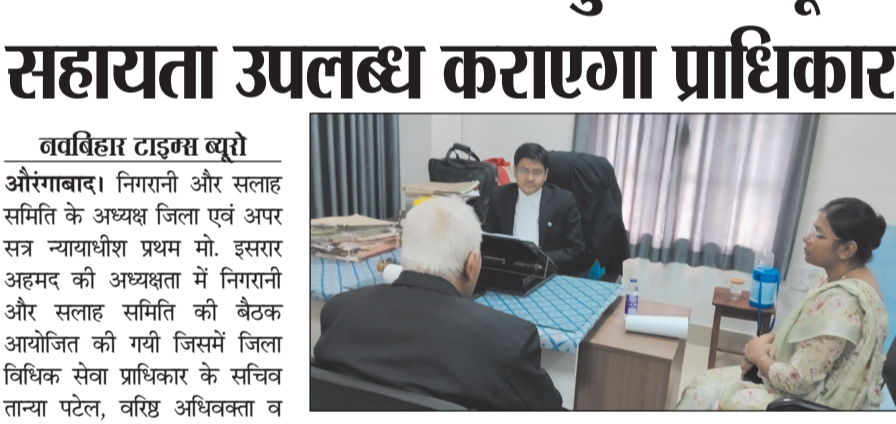 सहायता उपलब्ध कराएगा प्राधिकार
नवबिहार टाइम्स ब्यूरो
औरंगाबाद। निगरानी और सलाह
समिति के अध्यक्ष जिला एवं अपर
सत्र न्यायाधीश प्रथम मो. इसरार
अहमद की अध्यक्षता में निगरानी
और सलाह समिति की बैठक
आयोजित की गयी जिसमें जिला
विधिक सेवा प्राधिकार के सचिव
तान्या पटेल, वरिष्ठ अधिवक्ता व